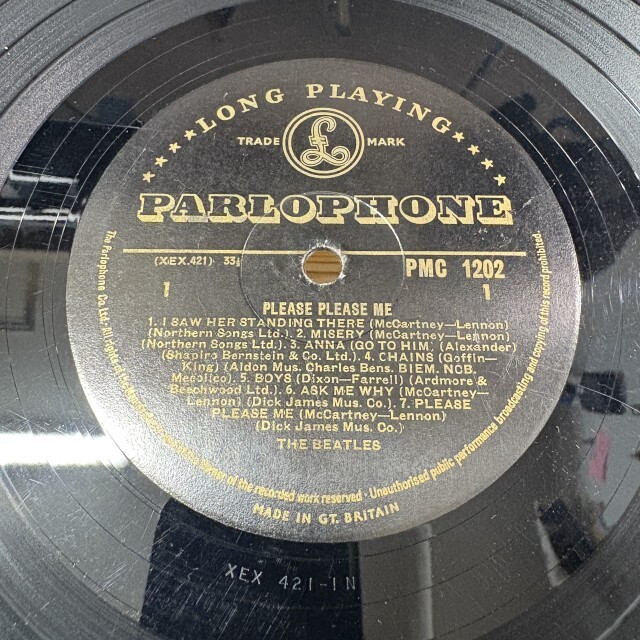 ★★★★LONG PLAYING★★★★
TRADE £ MARK
PARLOPHONE
(XEX.421) 33⅓ PMC 1202
1 1
PLEASE PLEASE ME
1. I SAW HER STANDING THERE (McCartney—Lennon)
(Northern Songs Ltd.). 2. MISERY (McCartney—Lennon)
(Northern Songs Ltd.) 3. ANNA (GO TO HIM) (Alexander)
(Shapiro Bernstein & Co. Ltd.). 4. CHAINS (Goffin—
King) (Aldon Mus. Charles Bens. BIEM. NCB.
Medolico). 5. BOYS (Dixon—Farrell) (Ardmore &
Beechwood Ltd.) 6. ASK ME WHY (McCartney—
Lennon) (Dick James Mus. Co.) 7. PLEASE
PLEASE ME (McCartney—Lennon)
(Dick James Mus. Co.)
THE BEATLES
The Parlophone Co. Ltd. All rights of the owner of the recorded work reserved · Unauthorised public performance broadcasting and copying of this record prohibited.
MADE IN GT. BRITAIN
XEX 421-1N